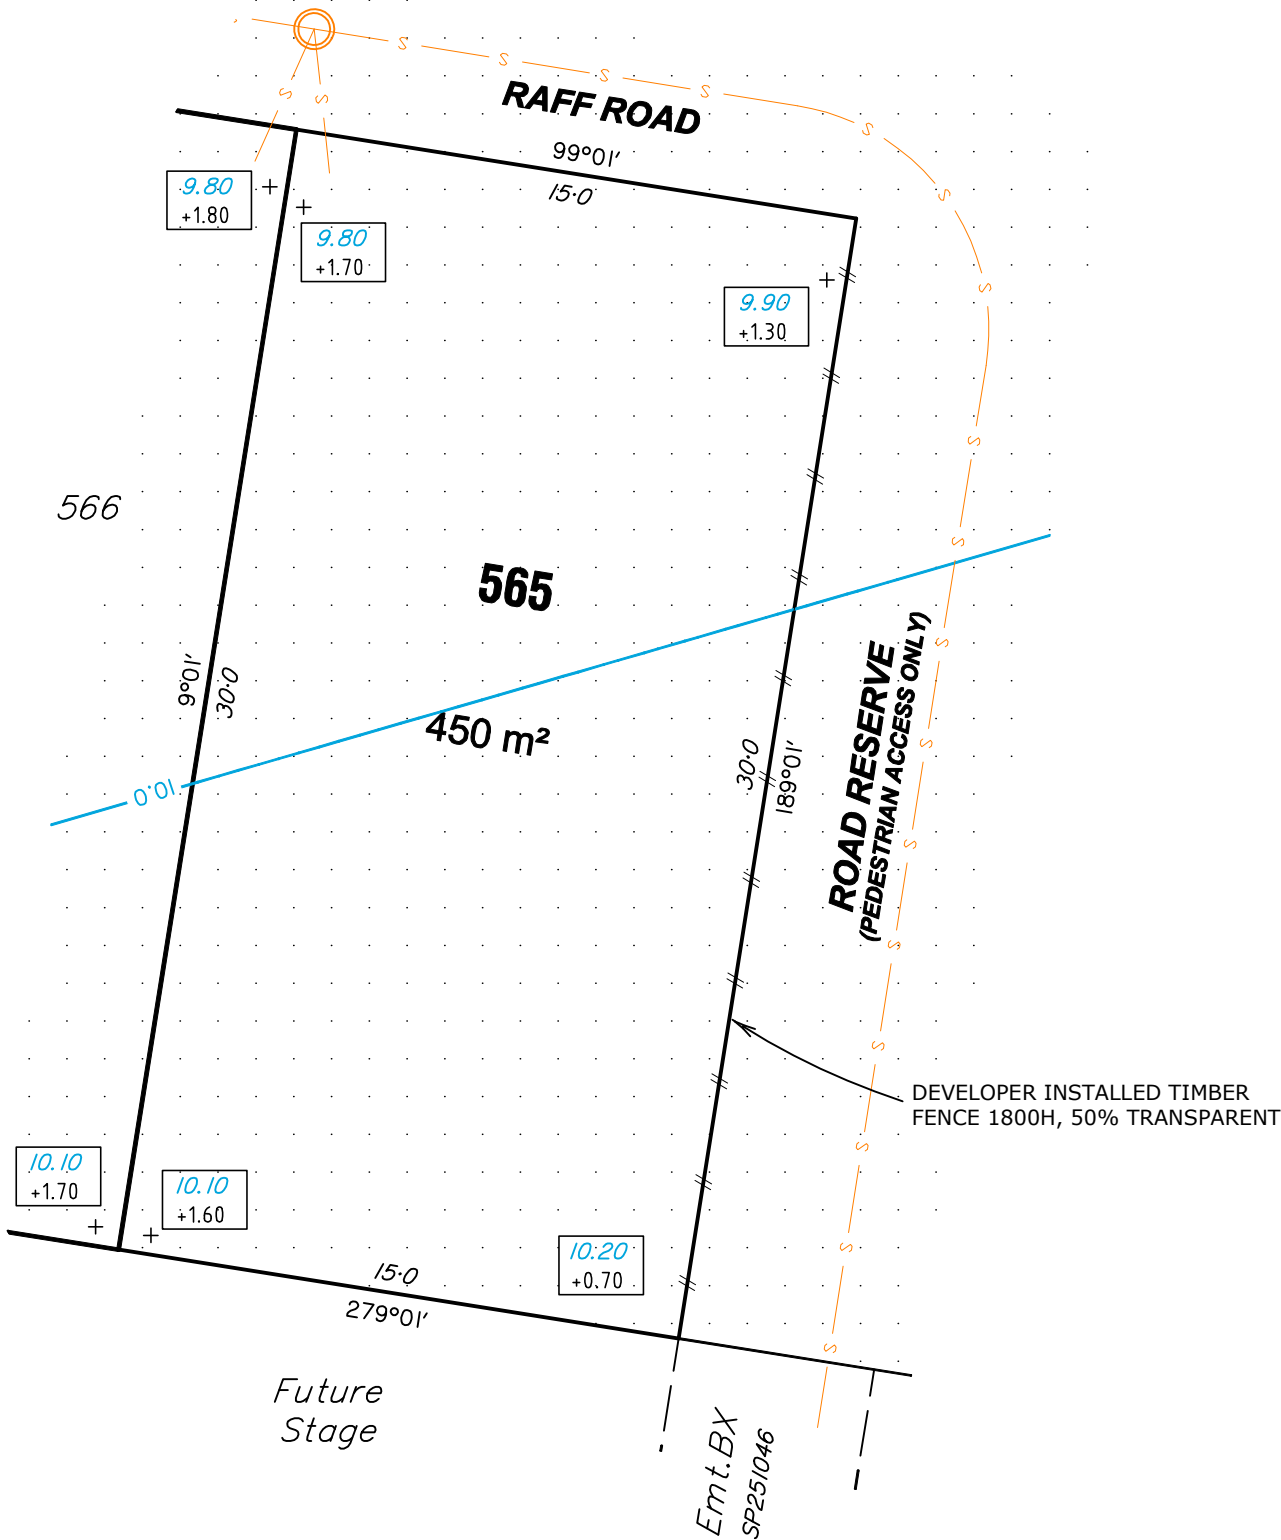 S
S
S
S
S
S
RAFF ROAD
S
99°01'
15·0
9.80
+1.80
9.80
+1.70
S
S
9.90
+1.30
S
566
S
565
ROAD RESERVE
(PEDESTRIAN ACCESS ONLY)
S
9°01'
30·0
450 m²
30·0
189°01'
S
10.0
S
S
S
DEVELOPER INSTALLED TIMBER
FENCE 1800H, 50% TRANSPARENT
S
10.10
+1.70
10.10
+1.60
10.20
+0.70
S
15·0
279°01'
S
Future
Stage
Emt.BX
SP251046